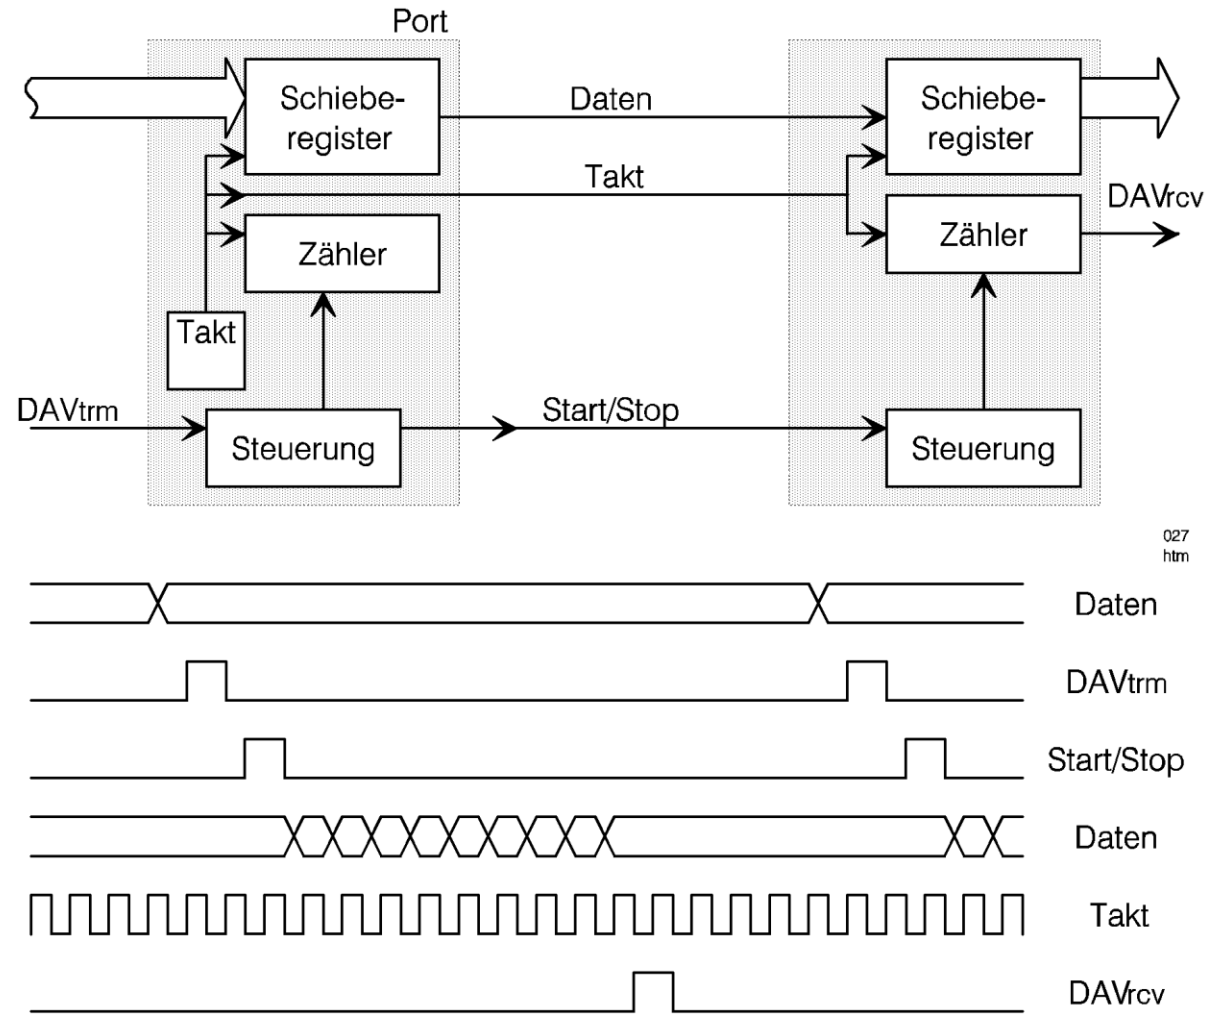 Port
Schiebe-
register
Daten
Schiebe-
register
Takt
DAVrcv
Zähler
Zähler
Takt
DAVtrm
Start/Stop
Steuerung
Steuerung
027
htm
Daten
DAVtrm
Start/Stop
Daten
Takt
DAVrcv